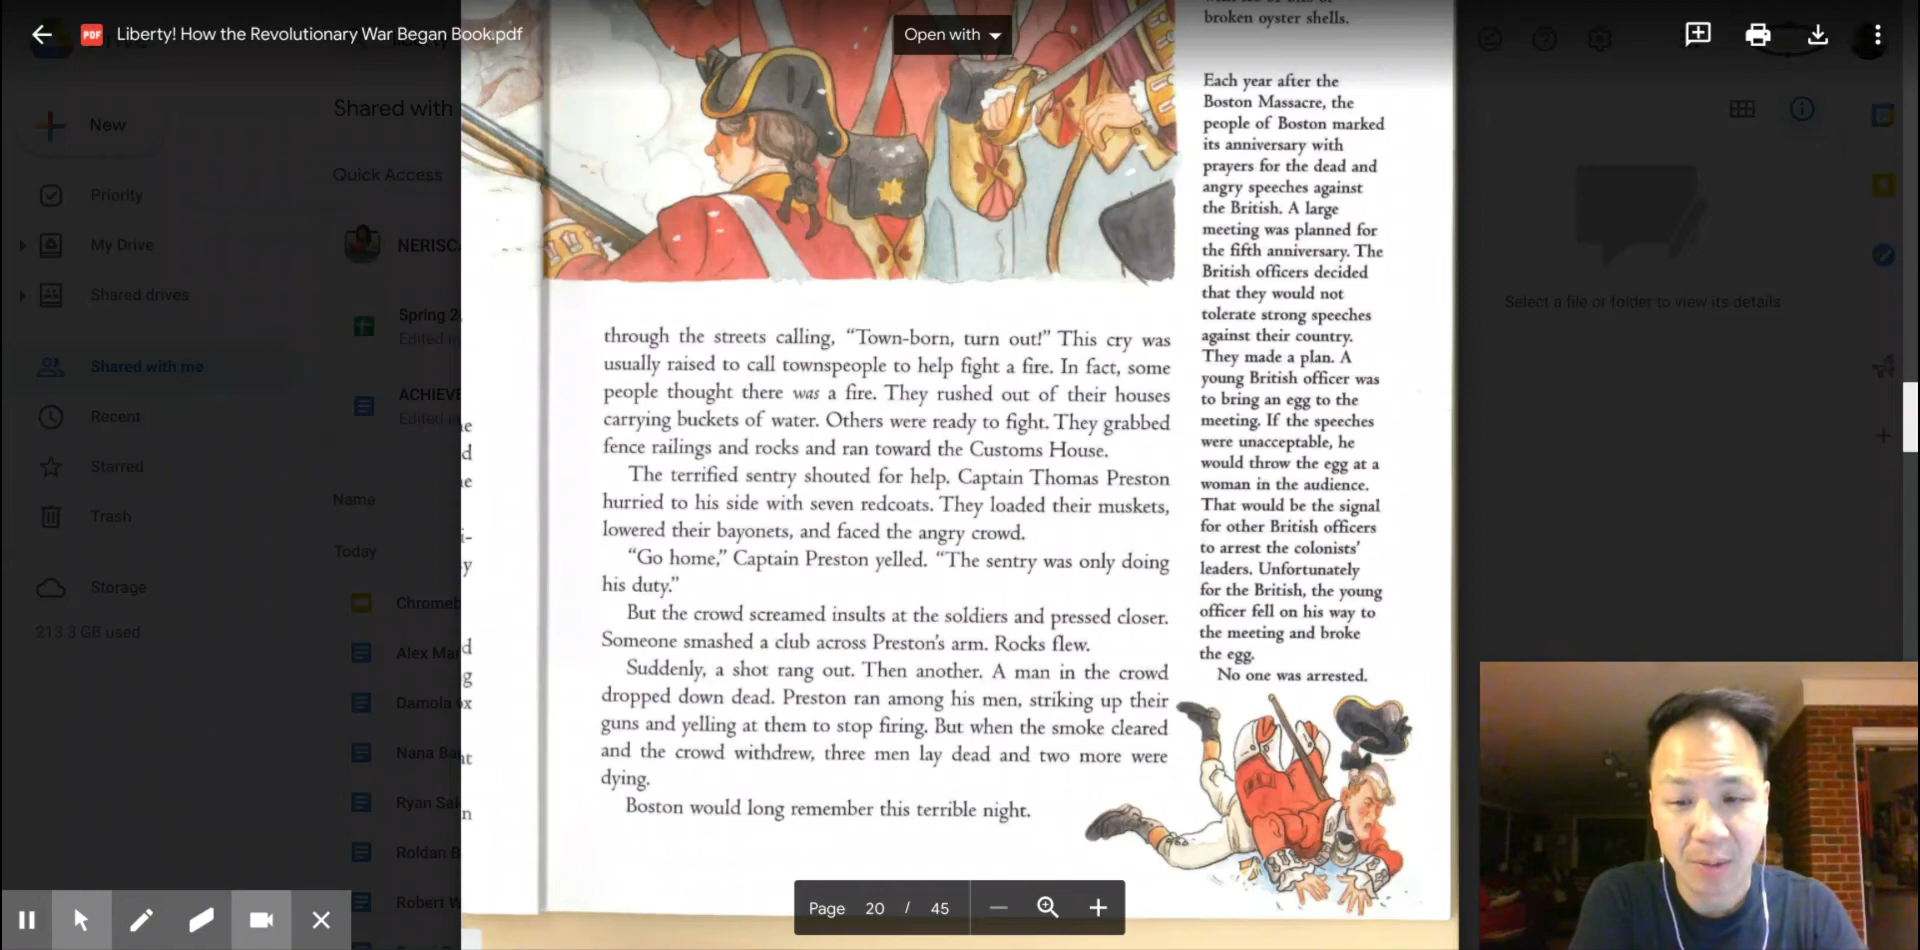 Liberty! How the Revolutionary War Began Book.pdf
Open with
New
Priority
My Drive
Shared drives
Shared with me
Recent
Starred
Trash
Storage
213.3 GB used
Shared with
Quick Access
NERISC
Spring 2
Edited
ACHIEVE
Edited
Name
Today
Chromeb
Alex Mar
Damola
Nana Ba
Ryan Sal
Roldan B
Robert W
through the streets calling, “Town-born, turn out!” This cry was
usually raised to call townspeople to help fight a fire. In fact, some
people thought there was a fire. They rushed out of their houses
carrying buckets of water. Others were ready to fight. They grabbed
fence railings and rocks and ran toward the Customs House.
The terrified sentry shouted for help. Captain Thomas Preston
hurried to his side with seven redcoats. They loaded their muskets,
lowered their bayonets, and faced the angry crowd.
“Go home,” Captain Preston yelled. “The sentry was only doing
his duty.”
But the crowd screamed insults at the soldiers and pressed closer.
Someone smashed a club across Preston’s arm. Rocks flew.
Suddenly, a shot rang out. Then another. A man in the crowd
dropped down dead. Preston ran among his men, striking up their
guns and yelling at them to stop firing. But when the smoke cleared
and the crowd withdrew, three men lay dead and two more were
dying.
Boston would long remember this terrible night.
broken oyster shells.
Each year after the
Boston Massacre, the
people of Boston marked
its anniversary with
prayers for the dead and
angry speeches against
the British. A large
meeting was planned for
the fifth anniversary. The
British officers decided
that they would not
tolerate strong speeches
against their country.
They made a plan. A
young British officer was
to bring an egg to the
meeting. If the speeches
were unacceptable, he
would throw the egg at a
woman in the audience.
That would be the signal
for other British officers
to arrest the colonists’
leaders. Unfortunately
for the British, the young
officer fell on his way to
the meeting and broke
the egg.
No one was arrested.
Select a file or folder to view its details
Page 20 / 45